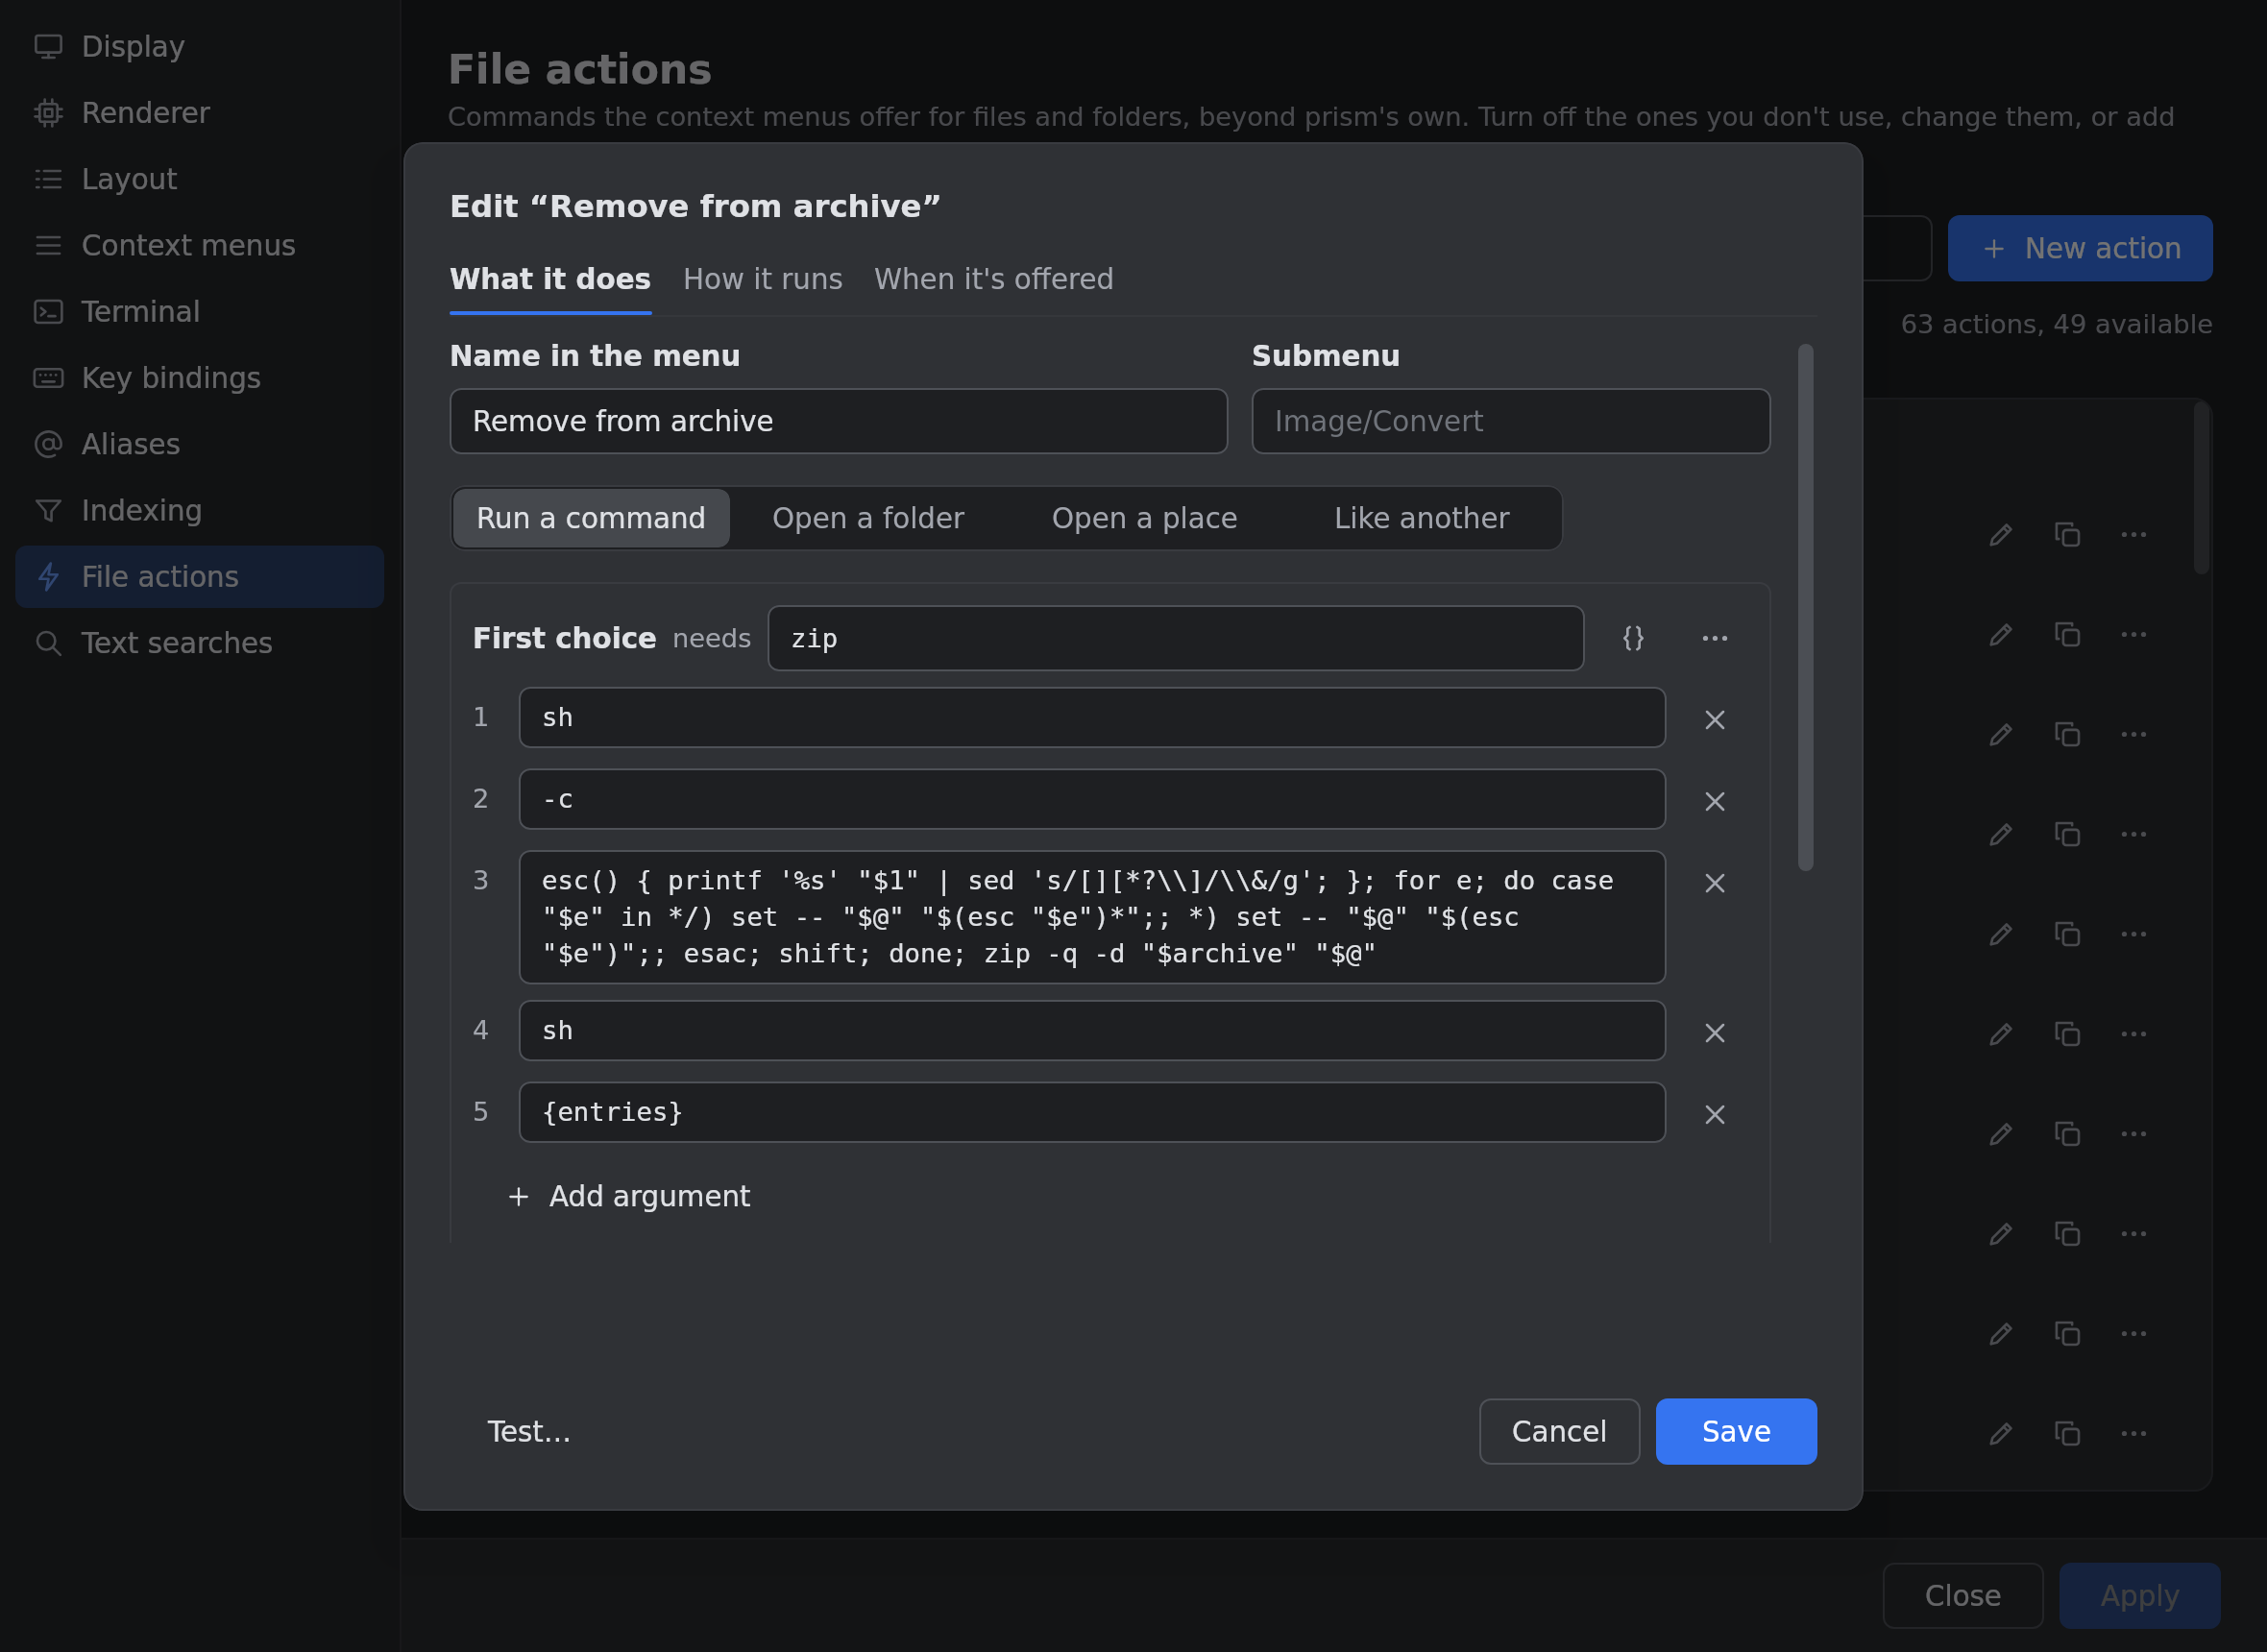 Display
Renderer
Layout
Context menus
Terminal
Key bindings
Aliases
Indexing
File actions
Text searches
File actions
Commands the context menus offer for files and folders, beyond prism's own. Turn off the ones you don't use, change them, or add
New action
63 actions, 49 available
Edit “Remove from archive”
What it does How it runs When it's offered
Name in the menu Submenu
Remove from archive Image/Convert
Run a command Open a folder Open a place Like another
First choice needs zip {}
1 sh
2 -c
3 esc() { printf '%s' "$1" | sed 's/[][*?\\]/\\&/g'; }; for e; do case
"$e" in */) set -- "$@" "$(esc "$e")*";; *) set -- "$@" "$(esc
"$e")";; esac; shift; done; zip -q -d "$archive" "$@"
4 sh
5 {entries}
Add argument
Test...
Cancel Save
Close Apply